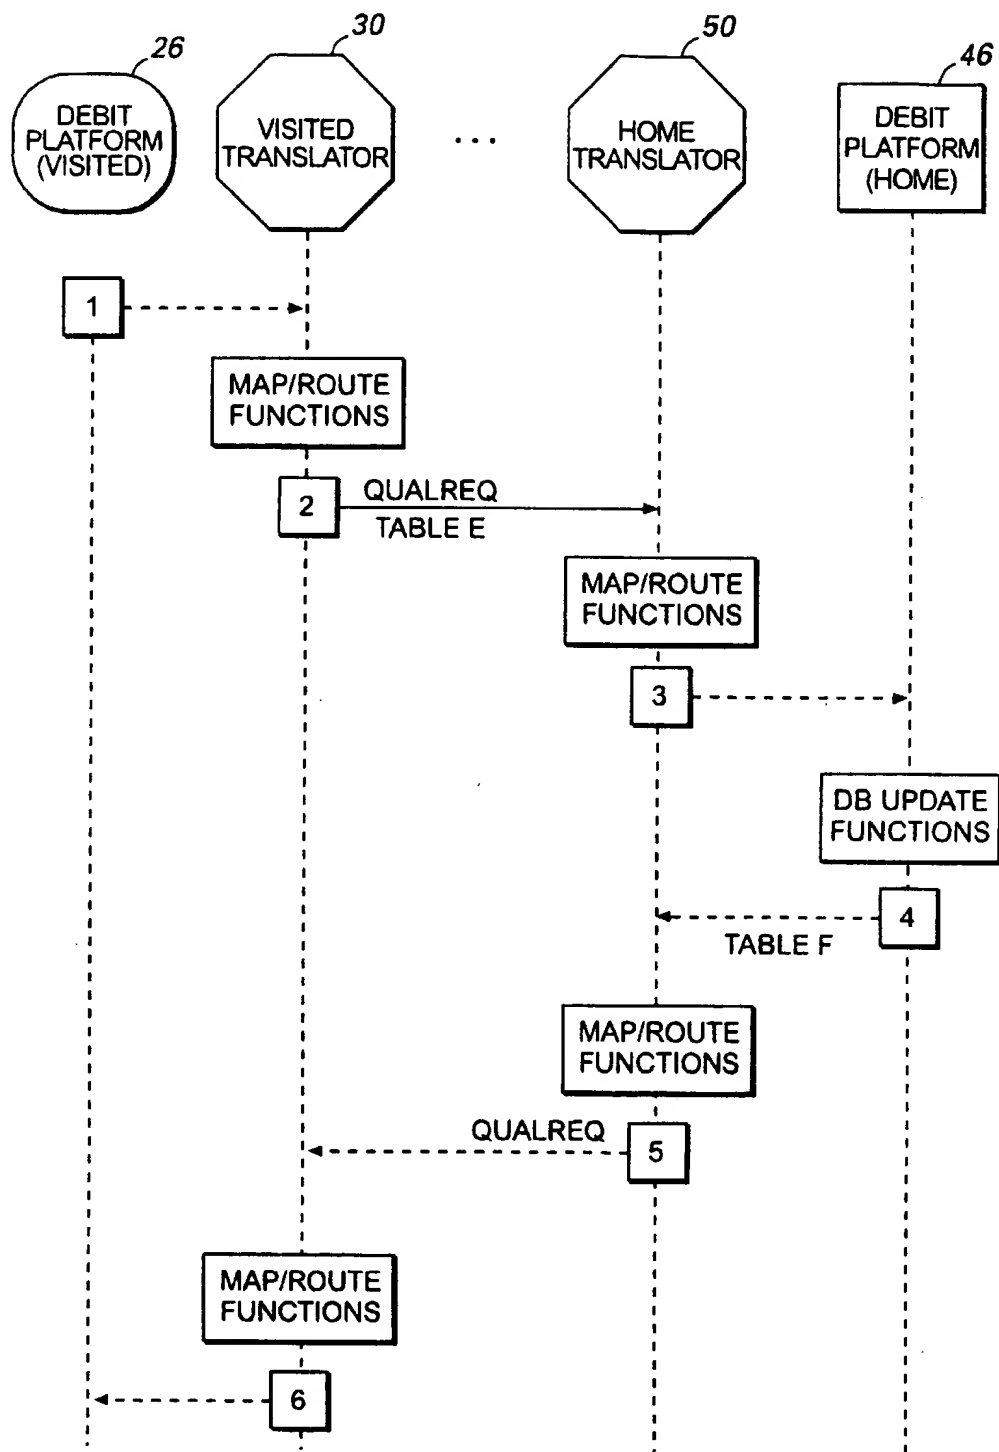 26
30
50
46
DEBIT
PLATFORM
(VISITED)
VISITED
TRANSLATOR
...
HOME
TRANSLATOR
DEBIT
PLATFORM
(HOME)
1
MAP/ROUTE
FUNCTIONS
2
QUALREQ
TABLE E
MAP/ROUTE
FUNCTIONS
3
DB UPDATE
FUNCTIONS
4
TABLE F
MAP/ROUTE
FUNCTIONS
QUALREQ
5
MAP/ROUTE
FUNCTIONS
6